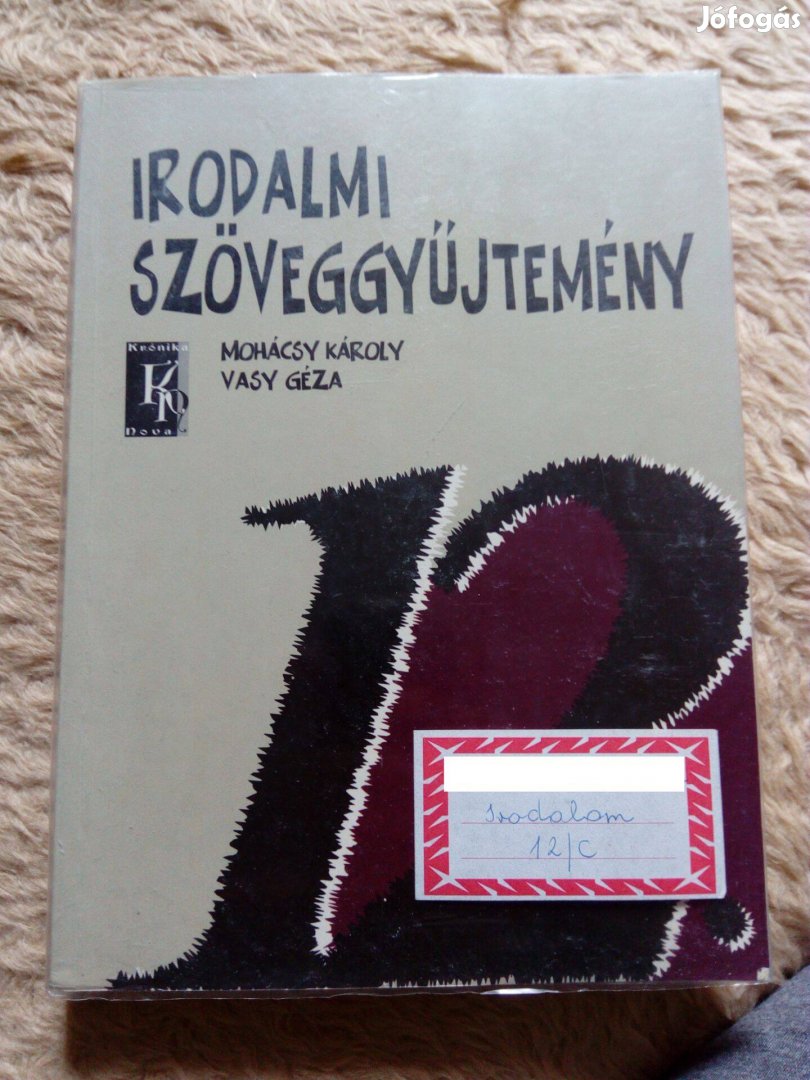 Jófogás
IRODALMI
SZÖVEGGYŰJTEMÉNY
Krónika
Nova
MOHÁCSY KÁROLY
VASY GÉZA
12.
Irodalom
12/C